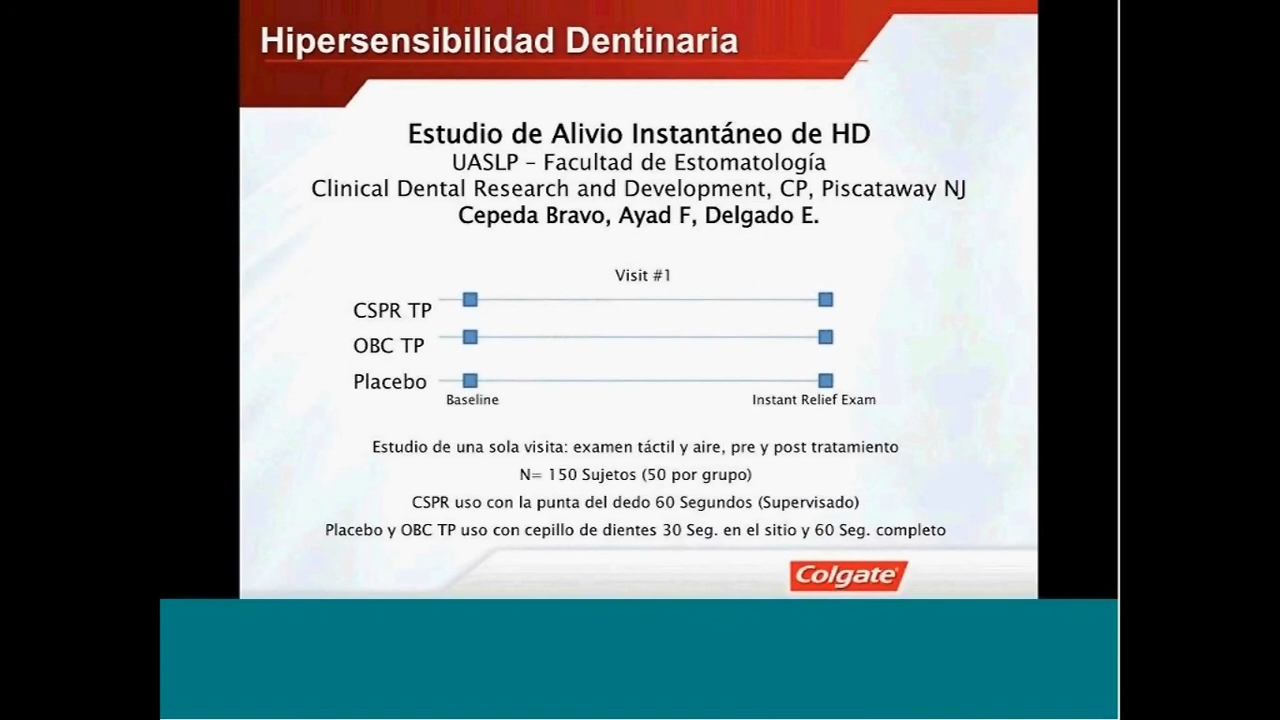 Hipersensibilidad Dentinaria
Estudio de Alivio Instantáneo de HD
UASLP – Facultad de Estomatología
Clinical Dental Research and Development, CP, Piscataway NJ
Cepeda Bravo, Ayad F, Delgado E.
Visit #1
CSPR TP
OBC TP
Placebo
Baseline
Instant Relief Exam
Estudio de una sola visita: examen táctil y aire, pre y post tratamiento
N= 150 Sujetos (50 por grupo)
CSPR uso con la punta del dedo 60 Segundos (Supervisado)
Placebo y OBC TP uso con cepillo de dientes 30 Seg. en el sitio y 60 Seg. completo
Colgate